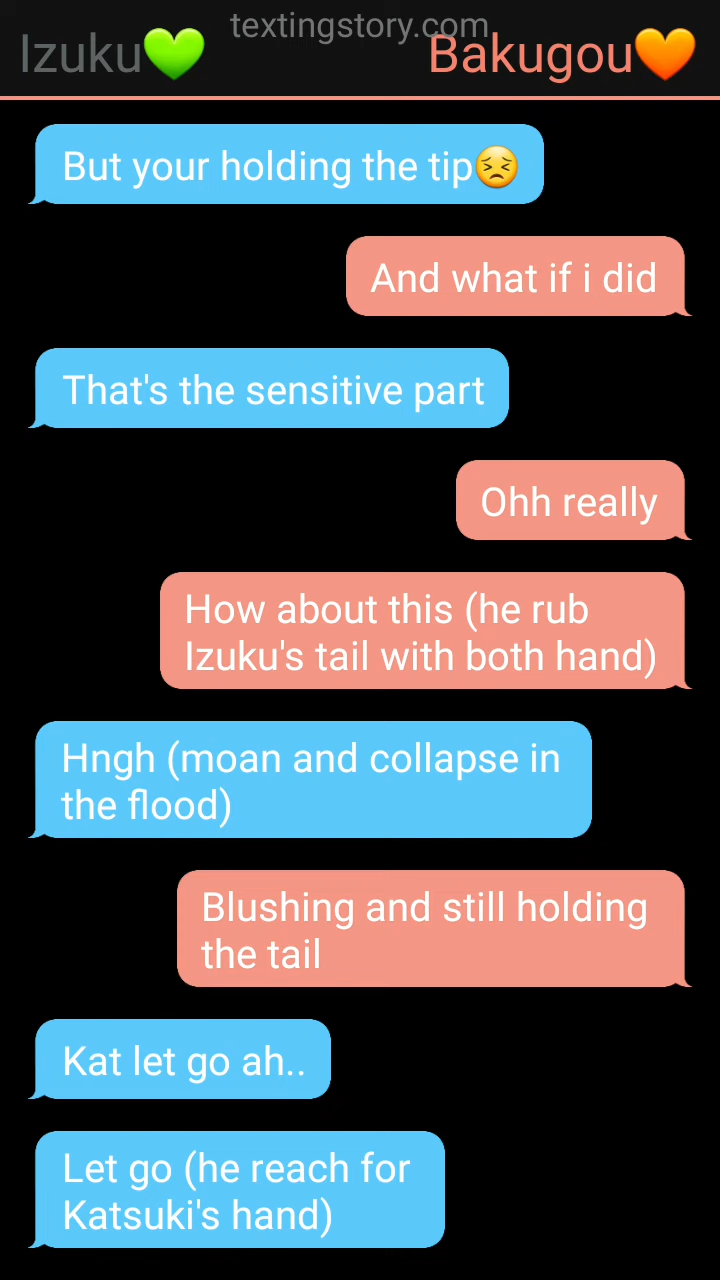 textingstory.com
Izuku💚
Bakugou🧡
But your holding the tip😣
And what if i did
That's the sensitive part
Ohh really
How about this (he rub
Izuku's tail with both hand)
Hngh (moan and collapse in
the flood)
Blushing and still holding
the tail
Kat let go ah..
Let go (he reach for
Katsuki's hand)